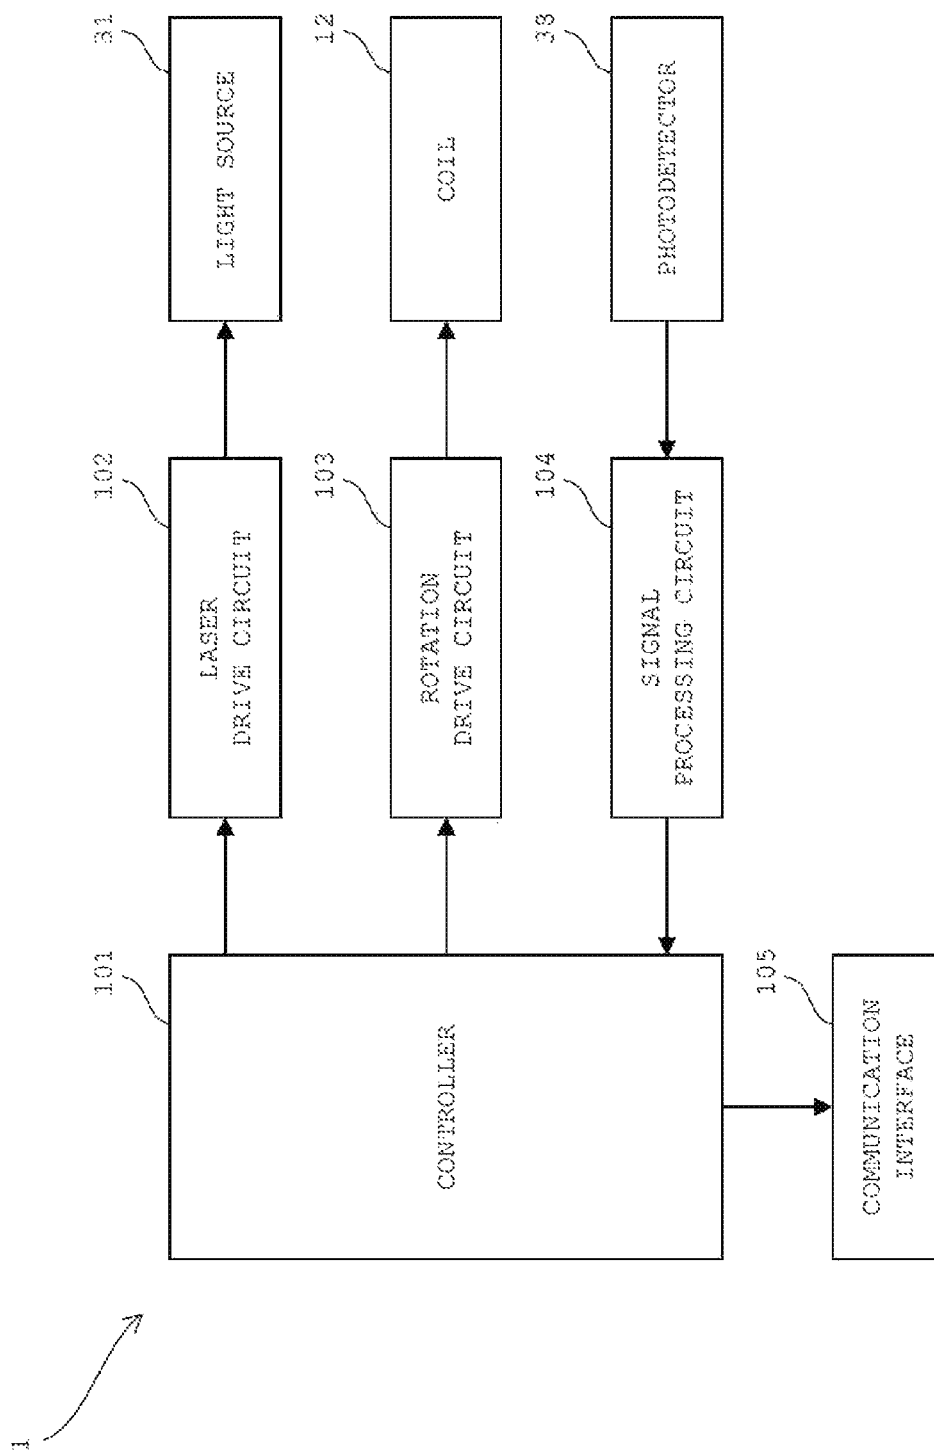 1
101
102
31
LASER
DRIVE CIRCUIT
LIGHT SOURCE
103
12
CONTROLLER
ROTATION
DRIVE CIRCUIT
COIL
104
33
SIGNAL
PROCESSING CIRCUIT
PHOTODETECTOR
105
COMMUNICATION
INTERFACE